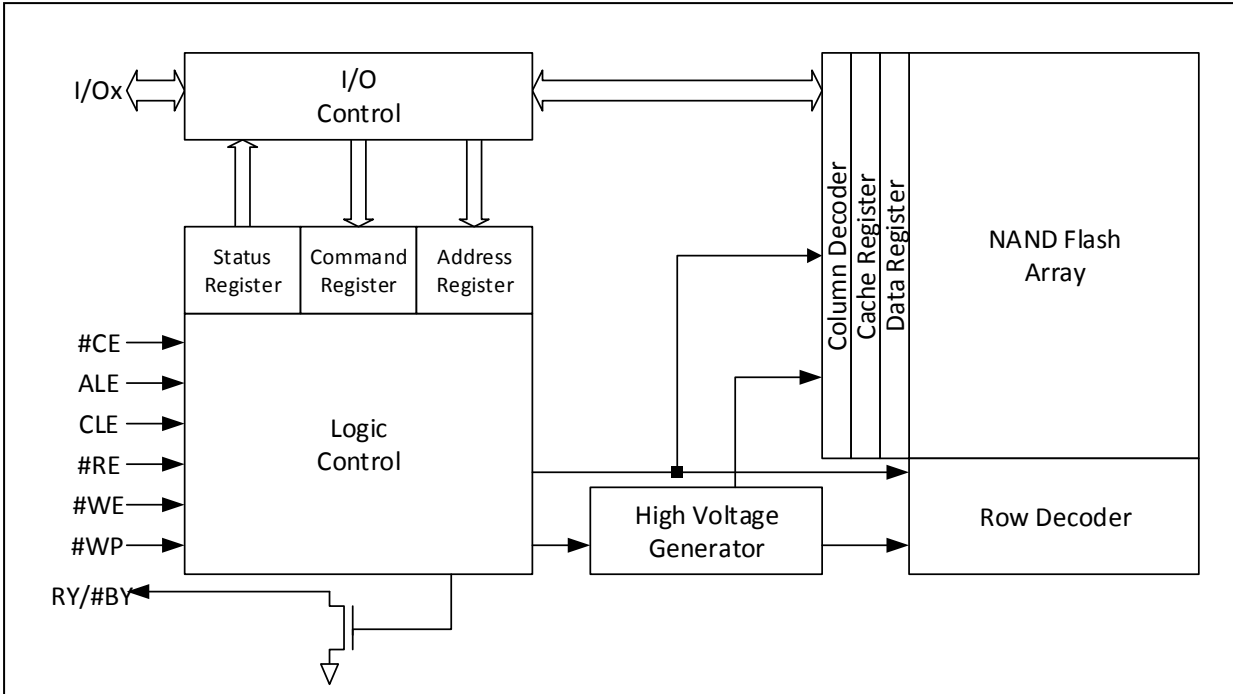 I/Ox
I/O
Control
Status
Register
Command
Register
Address
Register
#CE
ALE
CLE
#RE
#WE
#WP
RY/#BY
Logic
Control
High Voltage
Generator
Column Decoder
Cache Register
Data Register
NAND Flash
Array
Row Decoder